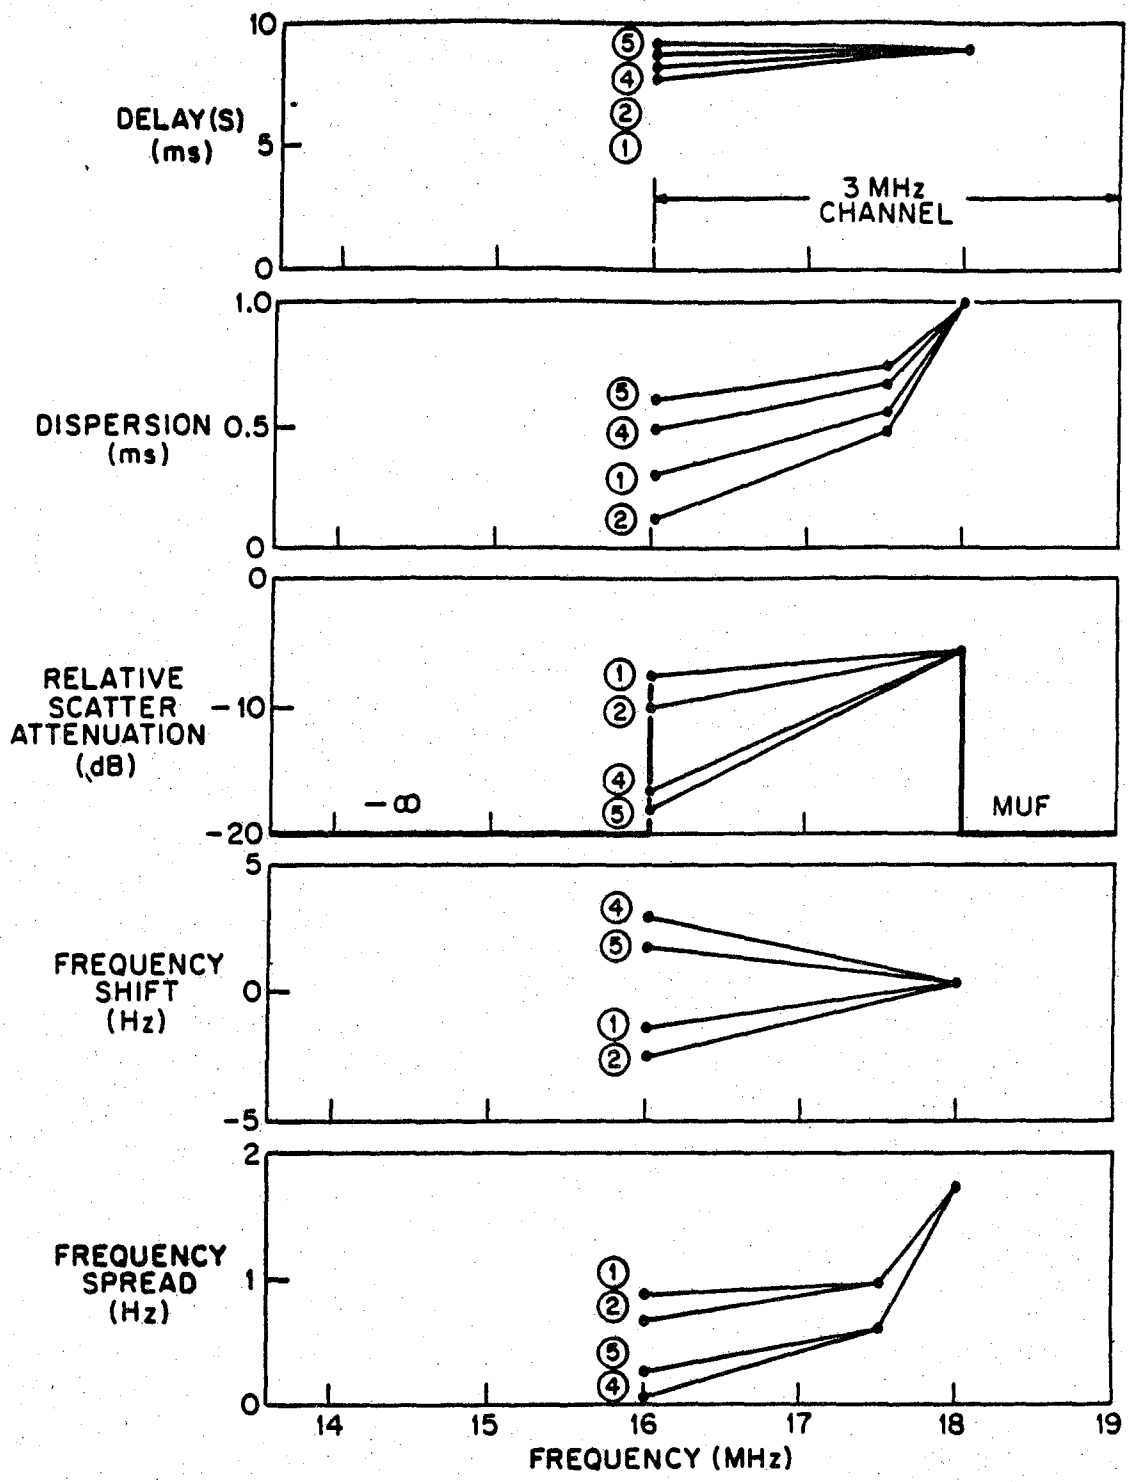 10
⑤
④
DELAY(S)
(ms)
②
5
①
3 MHz
CHANNEL
0
1.0
⑤
DISPERSION 0.5
(ms)
④
①
②
0
0
RELATIVE
SCATTER
ATTENUATION
(dB)
①
-10
②
④
⑤
-∞
MUF
-20
5
④
⑤
FREQUENCY
SHIFT
(Hz)
0
①
②
-5
2
FREQUENCY
SPREAD
(Hz)
1
①
②
⑤
④
0
14 15 16 17 18 19
FREQUENCY (MHz)